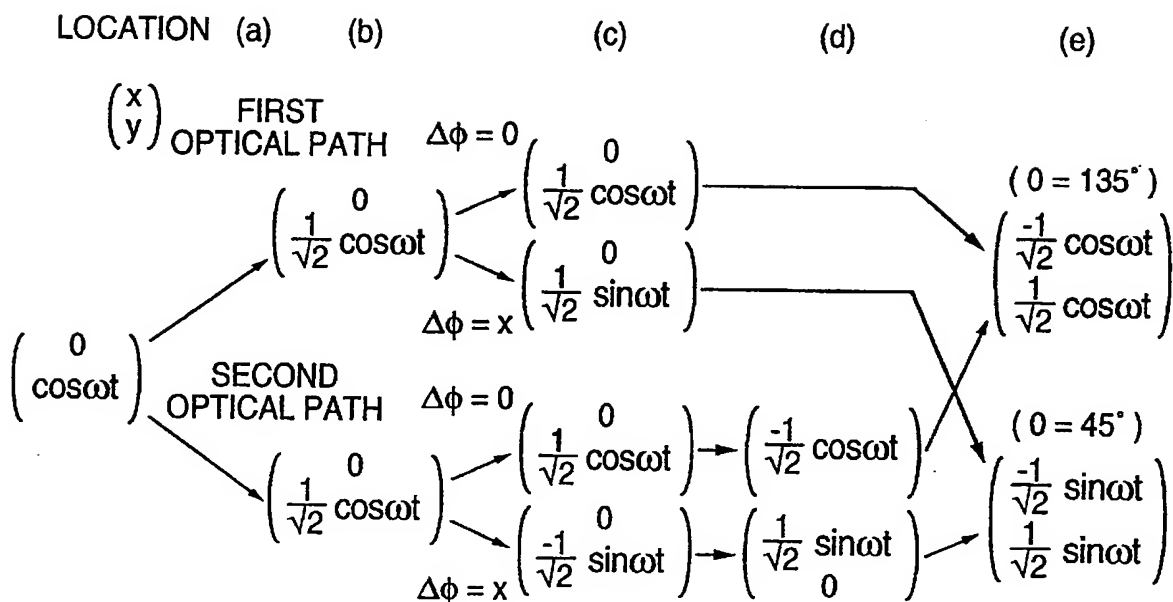 LOCATION (a) (b) (c) (d) (e)
(x
y)
FIRST
OPTICAL PATH
Δϕ = 0
(0
1/√2 cosωt)
(0
1/√2 cosωt)
(0
1/√2 sinωt)
Δϕ = x
( 0 = 135° )
(-1/√2 cosωt
1/√2 cosωt)
(0
cosωt)
SECOND
OPTICAL PATH
Δϕ = 0
(0
1/√2 cosωt)
(0
1/√2 cosωt)
(-1/√2 cosωt)
(0
-1/√2 sinωt)
(1/√2 sinωt
0)
Δϕ = x
( 0 = 45° )
(-1/√2 sinωt
1/√2 sinωt)